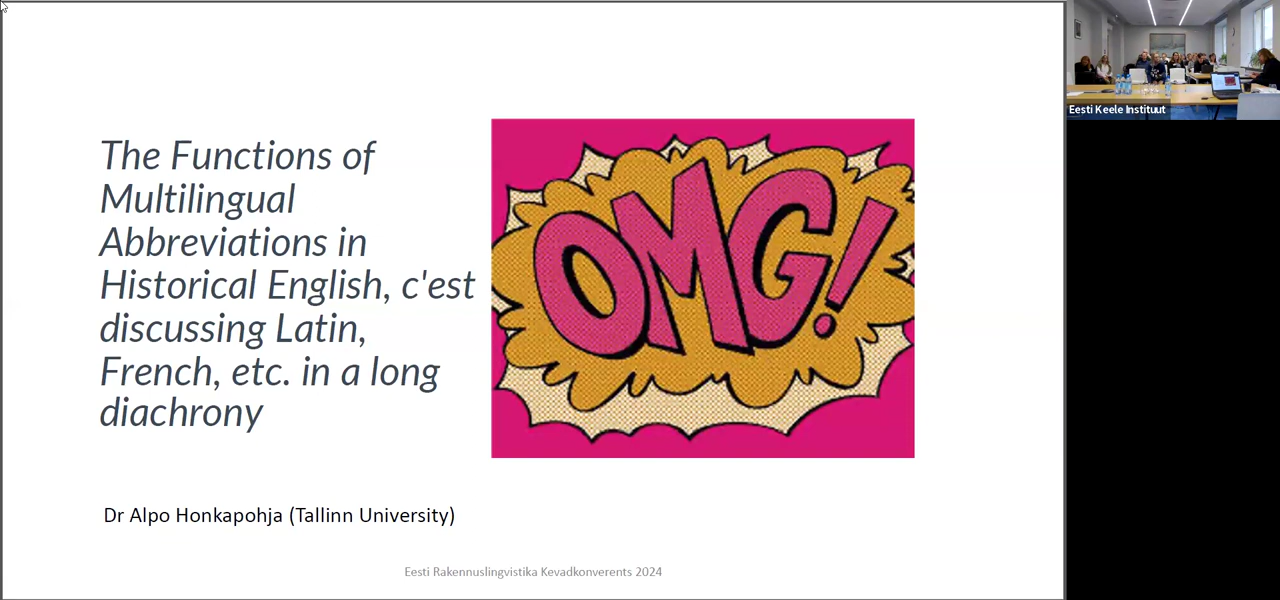 The Functions of
Multilingual
Abbreviations in
Historical English, c'est
discussing Latin,
French, etc. in a long
diachrony
OMG!
Dr Alpo Honkapohja (Tallinn University)
Eesti Rakennuslingvistika Kevadkonverents 2024
Eesti Keele Instituut